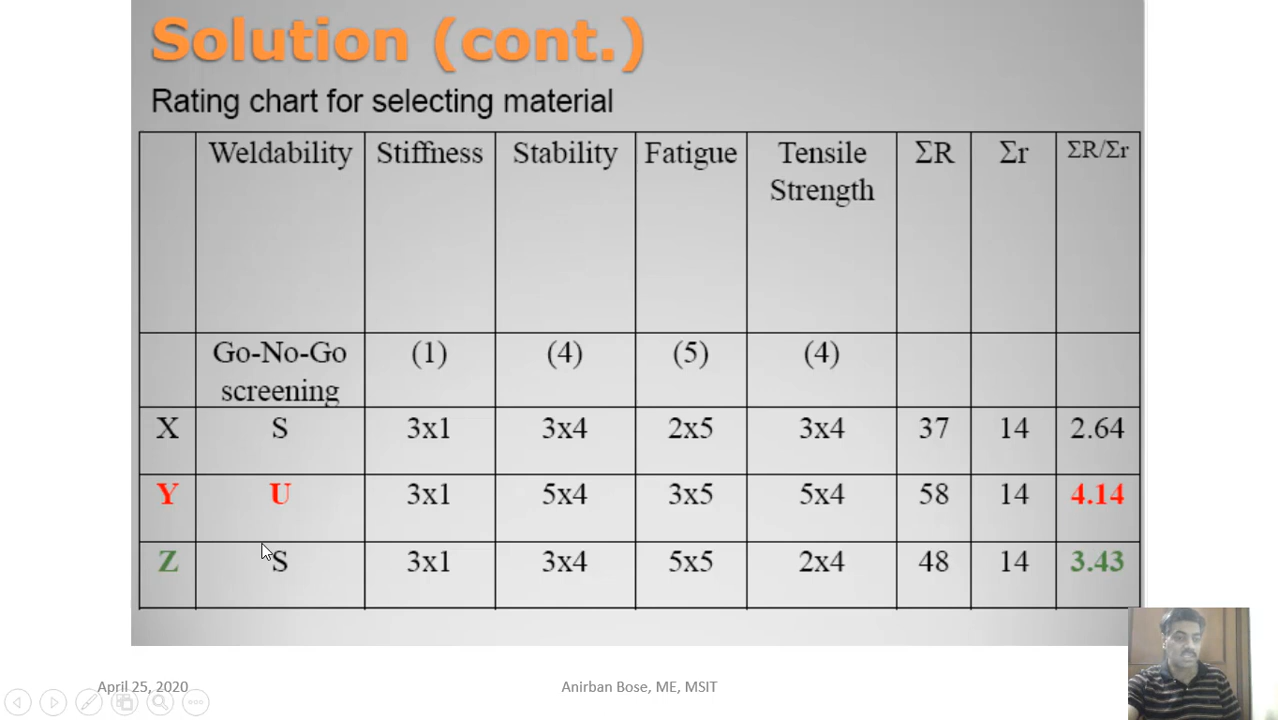 Solution (cont.)
Rating chart for selecting material
Weldability Stiffness Stability Fatigue Tensile Strength ΣR Σr ΣR/Σr
Go-No-Go screening (1) (4) (5) (4)
X S 3x1 3x4 2x5 3x4 37 14 2.64
Y U 3x1 5x4 3x5 5x4 58 14 4.14
Z S 3x1 3x4 5x5 2x4 48 14 3.43
April 25, 2020 Anirban Bose, ME, MSIT